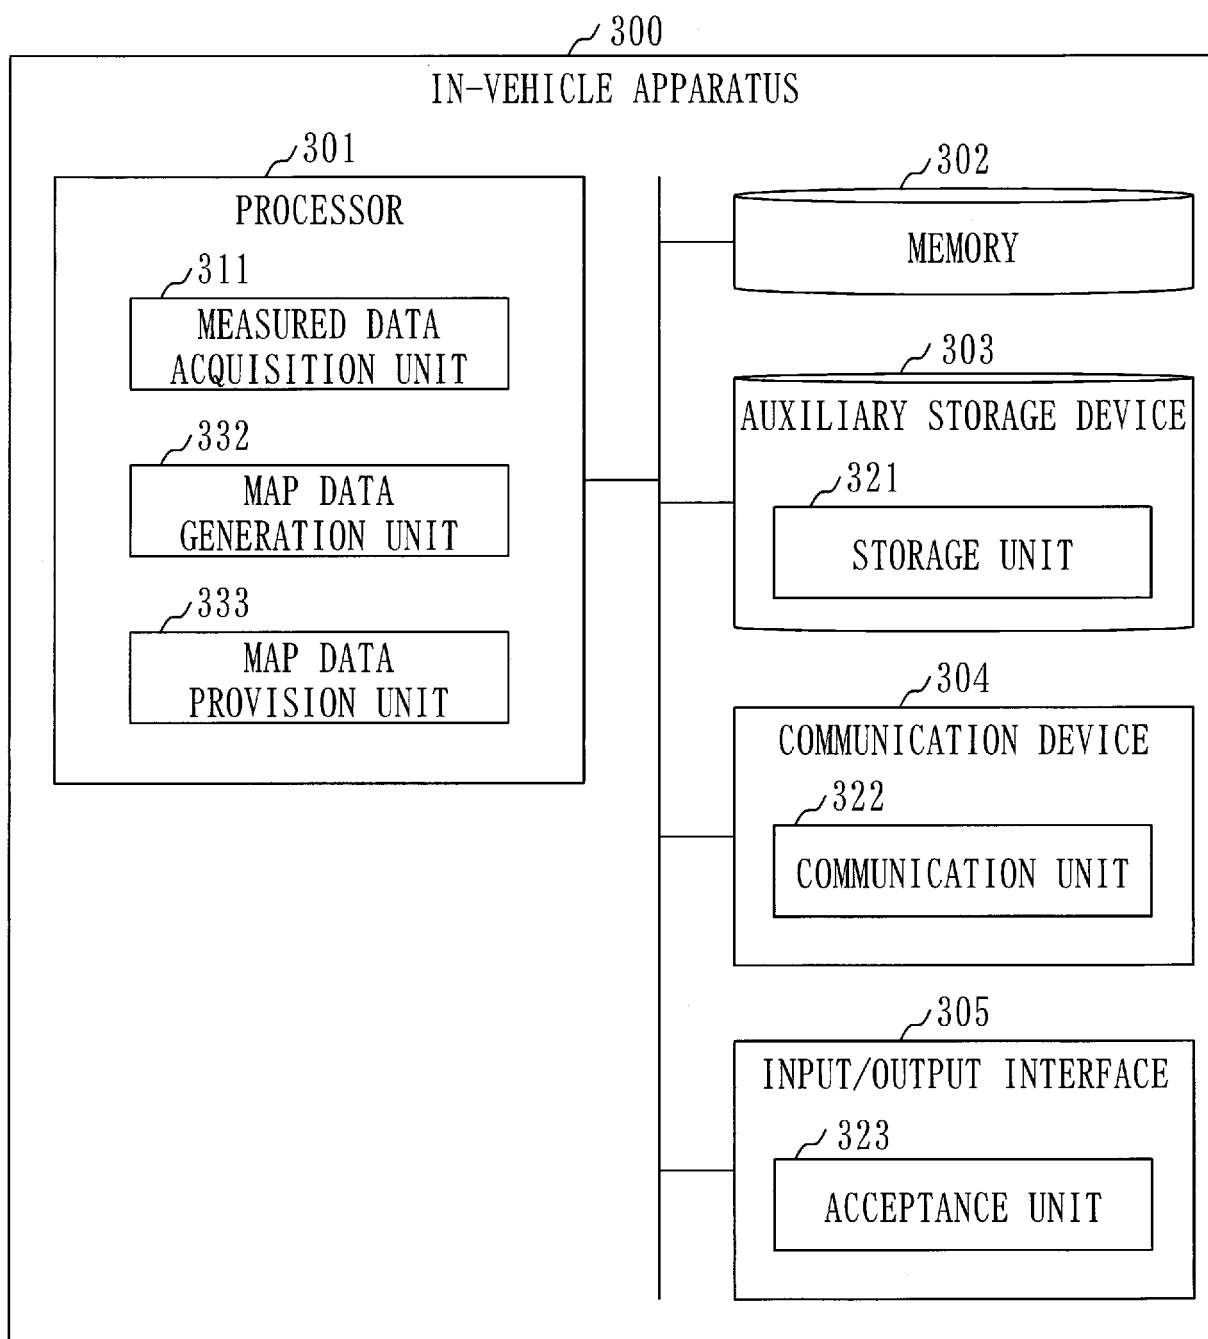 300
IN-VEHICLE APPARATUS
301
PROCESSOR
311
MEASURED DATA
ACQUISITION UNIT
332
MAP DATA
GENERATION UNIT
333
MAP DATA
PROVISION UNIT
302
MEMORY
303
AUXILIARY STORAGE DEVICE
321
STORAGE UNIT
304
COMMUNICATION DEVICE
322
COMMUNICATION UNIT
305
INPUT/OUTPUT INTERFACE
323
ACCEPTANCE UNIT